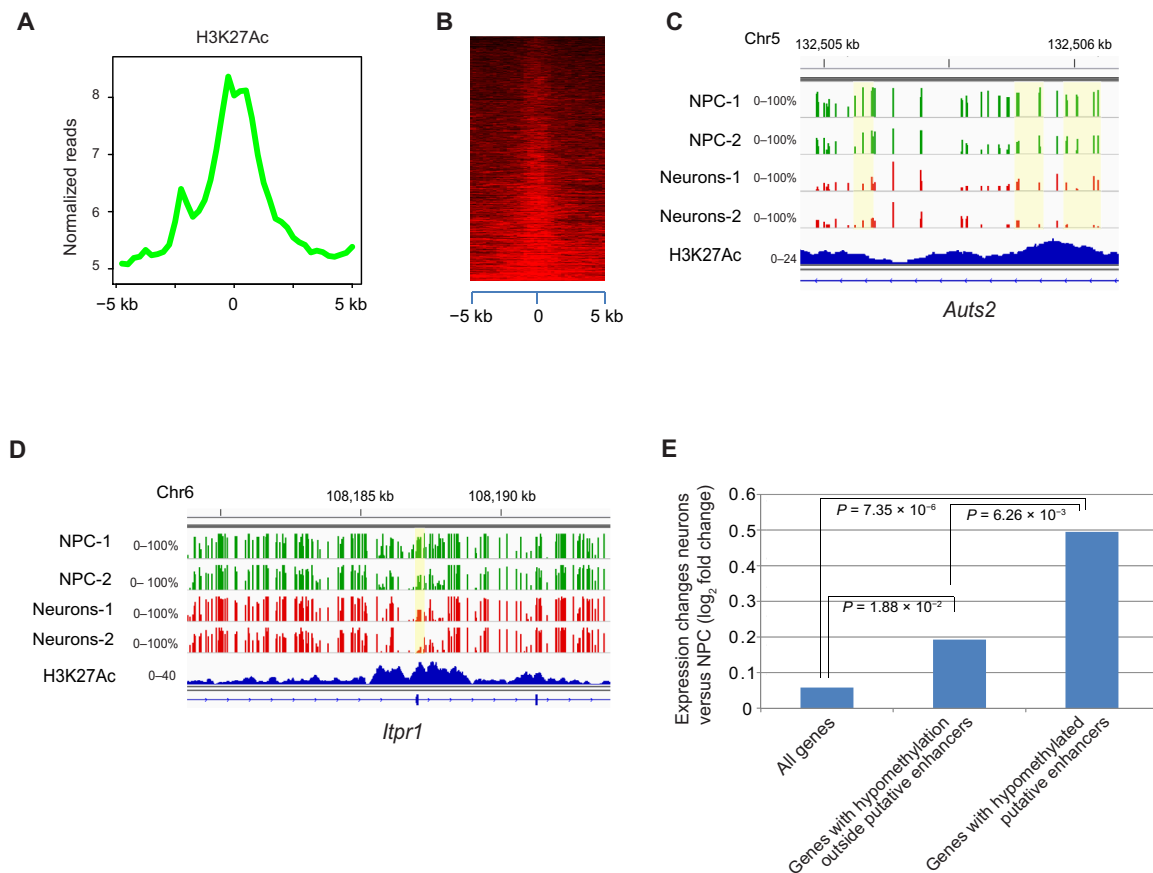 A
H3K27Ac
Normalized reads
8
7
6
5
−5 kb
0
5 kb
B
−5 kb
0
5 kb
C
Chr5
132,505 kb
132,506 kb
NPC-1
0–100%
NPC-2
0–100%
Neurons-1
0–100%
Neurons-2
0–100%
H3K27Ac
0–24
Auts2
D
Chr6
108,185 kb
108,190 kb
NPC-1
0–100%
NPC-2
0– 100%
Neurons-1
0–100%
Neurons-2
0–100%
H3K27Ac
0–40
Itpr1
E
Expression changes neurons
versus NPC (log2 fold change)
0.6
0.5
0.4
0.3
0.2
0.1
0
P = 7.35 × 10−6
P = 6.26 × 10−3
P = 1.88 × 10−2
All genes
Genes with hypomethylation
outside putative enhancers
Genes with hypomethylated
putative enhancers